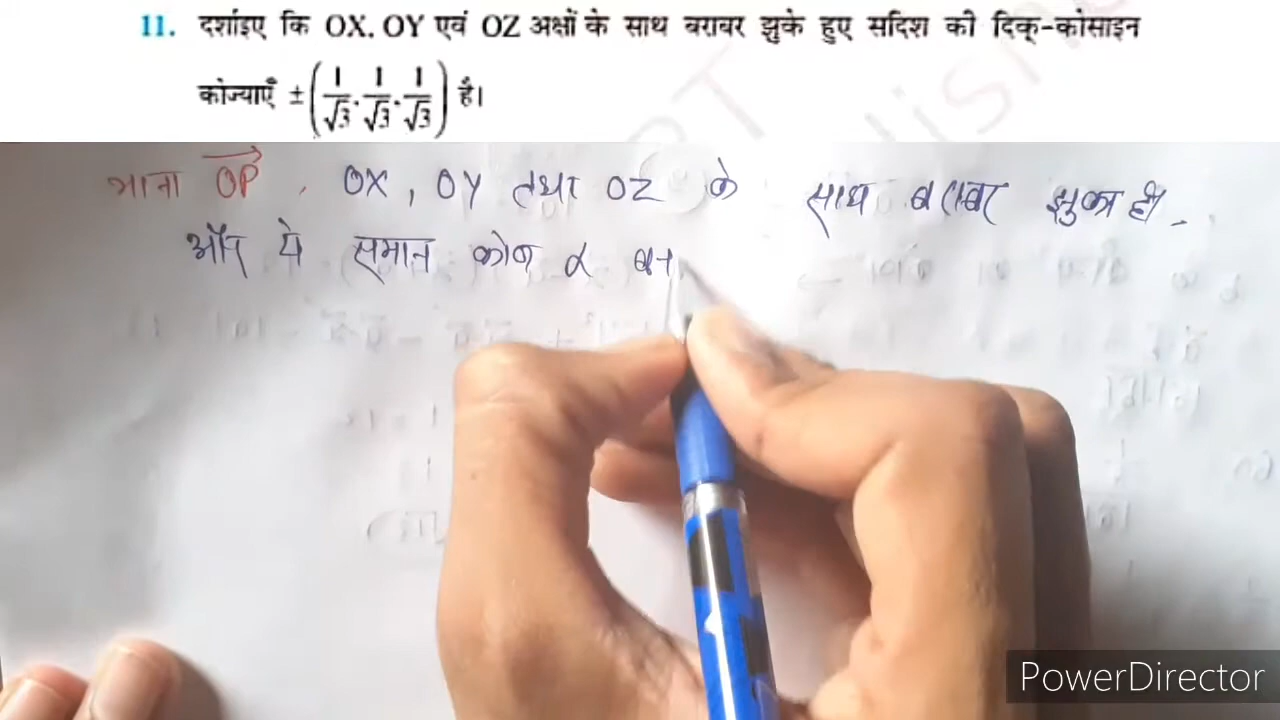 11. दर्शाइए कि OX, OY एवं OZ अक्षों के साथ बराबर झुके हुए सदिश की दिक्-कोसाइन
कोज्याएँ ±(1/√3, 1/√3, 1/√3) है।
माना OP⃗ , OX , OY तथा OZ के साथ बराबर झुका है।
और ये समान कोण α बन
PowerDirector